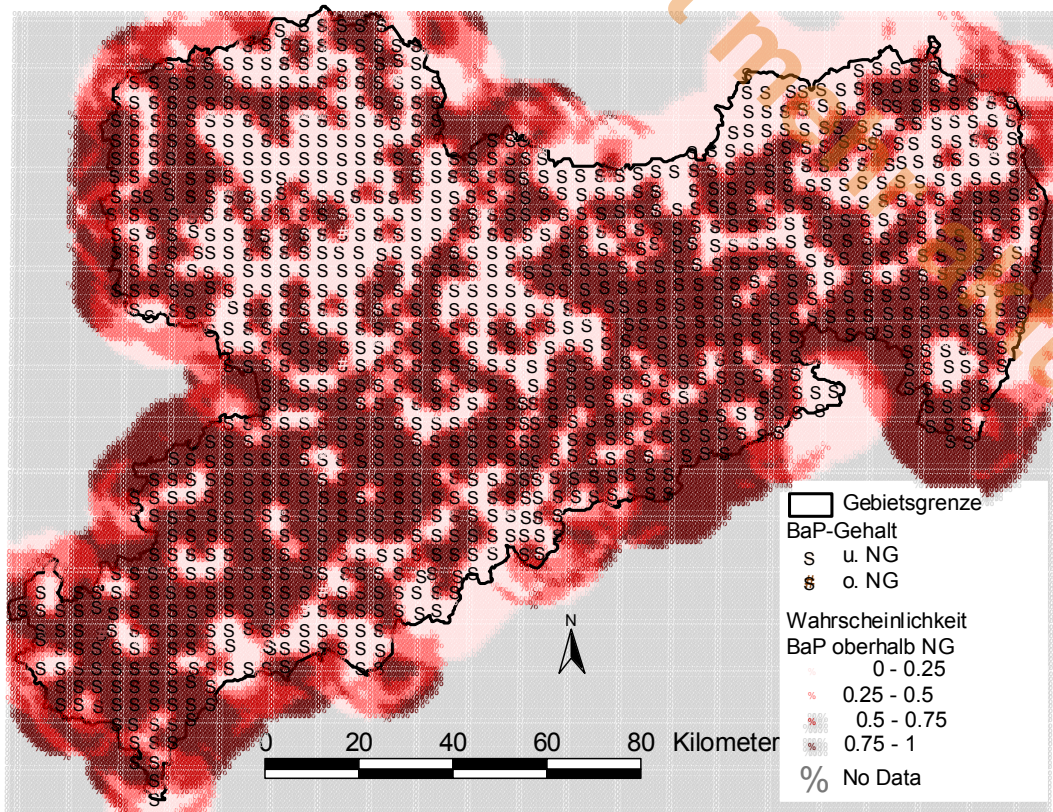 N
0 20 40 60 80 Kilometer
Gebietsgrenze
BaP-Gehalt
S u. NG
o. NG
Wahrscheinlichkeit
BaP oberhalb NG
0 - 0.25
0.25 - 0.5
0.5 - 0.75
0.75 - 1
% No Data